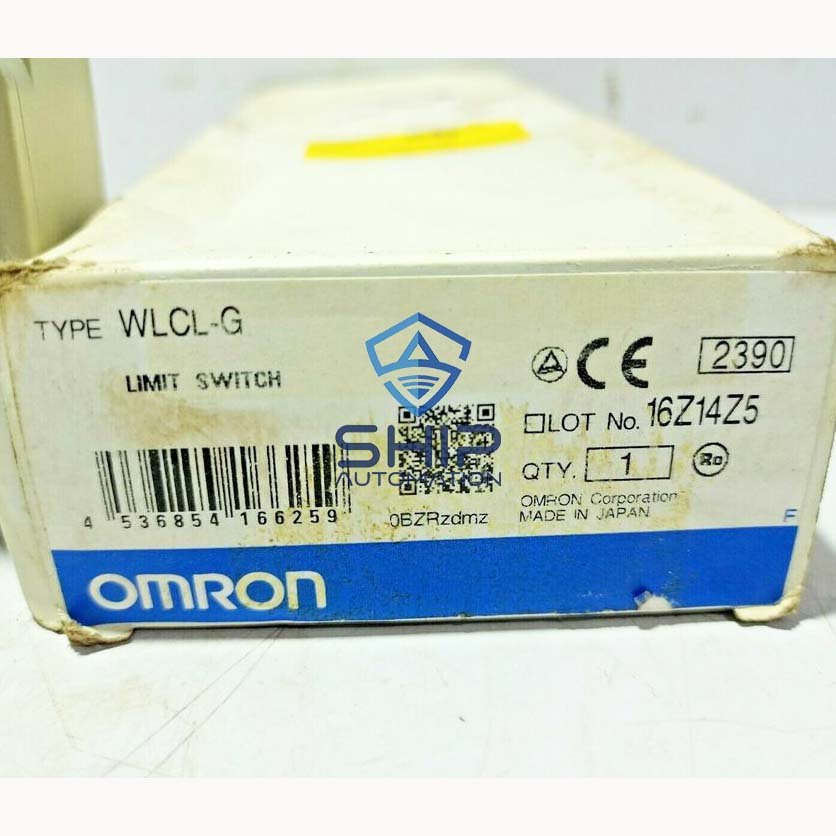 TYPE WLCL-G
LIMIT SWITCH
CE 2390
LOT No. 16Z14Z5
QTY. 1
4 536854 166259
0BZRzdmz
OMRON Corporation
MADE IN JAPAN
F
OMRON
SHIP
AUTOMATION